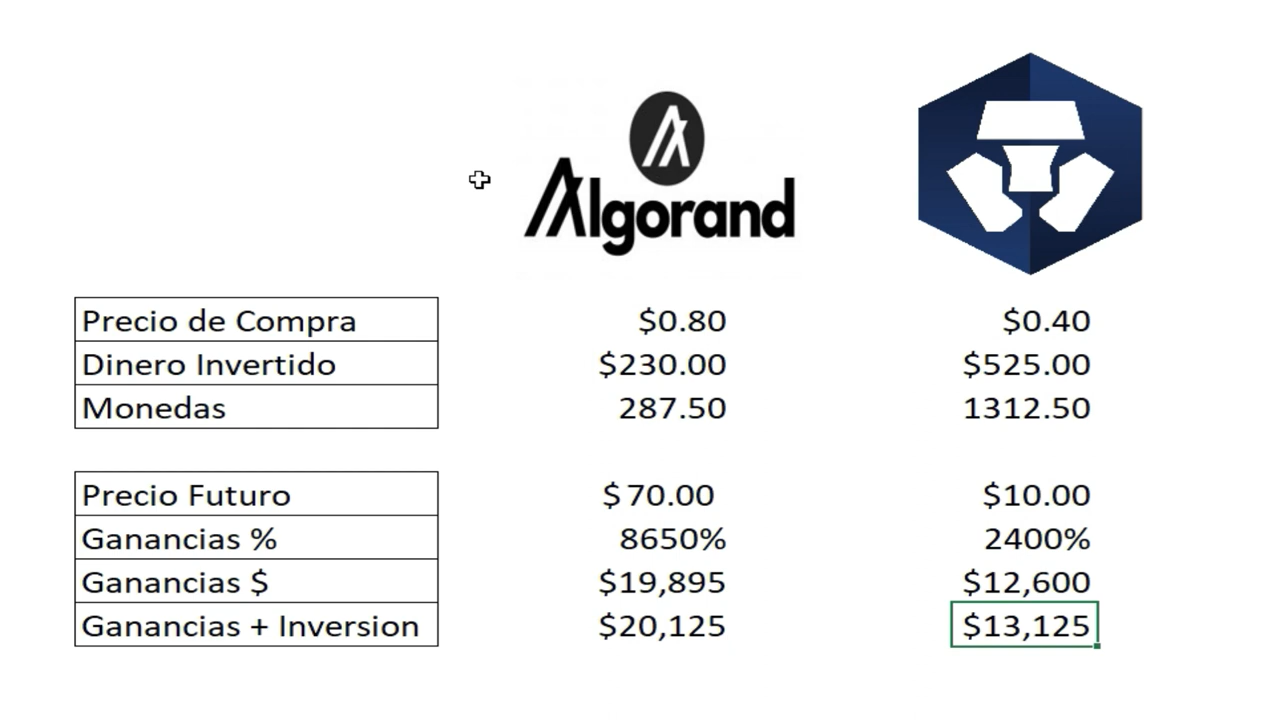 Algorand
Precio de Compra $0.80 $0.40
Dinero Invertido $230.00 $525.00
Monedas 287.50 1312.50
Precio Futuro $70.00 $10.00
Ganancias % 8650% 2400%
Ganancias $ $19,895 $12,600
Ganancias + Inversion $20,125 $13,125